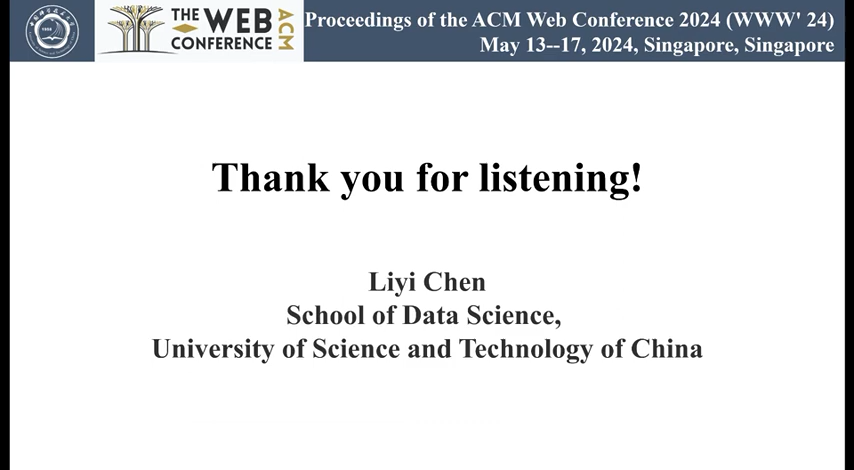 THE WEB
CONFERENCE
ACM
Proceedings of the ACM Web Conference 2024 (WWW' 24)
May 13--17, 2024, Singapore, Singapore
Thank you for listening!
Liyi Chen
School of Data Science,
University of Science and Technology of China